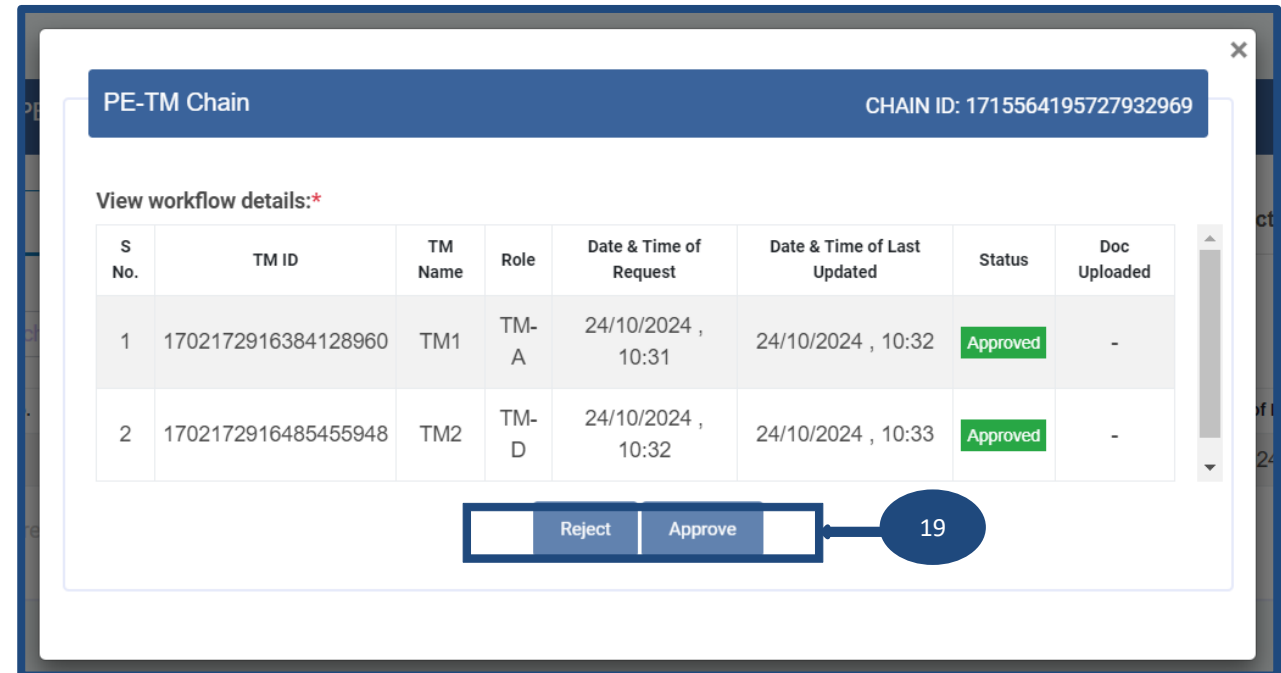 ×
PE-TM Chain CHAIN ID: 1715564195727932969
View workflow details:*
S No. TM ID TM Name Role Date & Time of Request Date & Time of Last Updated Status Doc Uploaded
1 1702172916384128960 TM1 TM-A 24/10/2024 , 10:31 24/10/2024 , 10:32 Approved -
2 1702172916485455948 TM2 TM-D 24/10/2024 , 10:32 24/10/2024 , 10:33 Approved -
Reject Approve 19